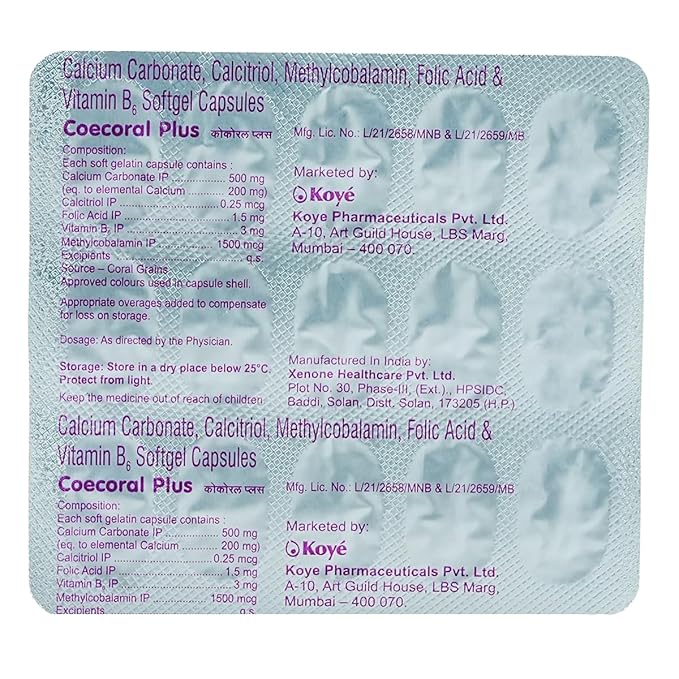 Calcium Carbonate, Calcitriol, Methylcobalamin, Folic Acid &
Vitamin B6 Softgel Capsules
Coecoral Plus कोकोरल प्लस
Composition:
Each soft gelatin capsule contains :
Calcium Carbonate IP 500 mg
(eq. to elemental Calcium 200 mg)
Calcitriol IP 0.25 mcg
Folic Acid IP 1.5 mg
Vitamin B6 IP 3 mg
Methylcobalamin IP 1500 mcg
Excipients q.s.
Source – Coral Grains
Approved colours used in capsule shell.
Appropriate overages added to compensate
for loss on storage.
Dosage: As directed by the Physician.
Storage: Store in a dry place below 25°C.
Protect from light.
Keep the medicine out of reach of children.
Mfg. Lic. No.: L/21/2658/MNB & L/21/2659/MB
Marketed by:
Koyé
Koye Pharmaceuticals Pvt. Ltd.
A-10, Art Guild House, LBS Marg,
Mumbai – 400 070.
Manufactured In India by:
Xenone Healthcare Pvt. Ltd.
Plot No. 30, Phase-III, (Ext.), HPSIDC,
Baddi, Solan, Distt. Solan, 173205 (H.P.)
Calcium Carbonate, Calcitriol, Methylcobalamin, Folic Acid &
Vitamin B6 Softgel Capsules
Coecoral Plus कोकोरल प्लस
Composition:
Each soft gelatin capsule contains :
Calcium Carbonate IP 500 mg
(eq. to elemental Calcium 200 mg)
Calcitriol IP 0.25 mcg
Folic Acid IP 1.5 mg
Vitamin B6 IP 3 mg
Methylcobalamin IP 1500 mcg
Excipients q.s.
Mfg. Lic. No.: L/21/2658/MNB & L/21/2659/MB
Marketed by:
Koyé
Koye Pharmaceuticals Pvt. Ltd.
A-10, Art Guild House, LBS Marg,
Mumbai – 400 070.